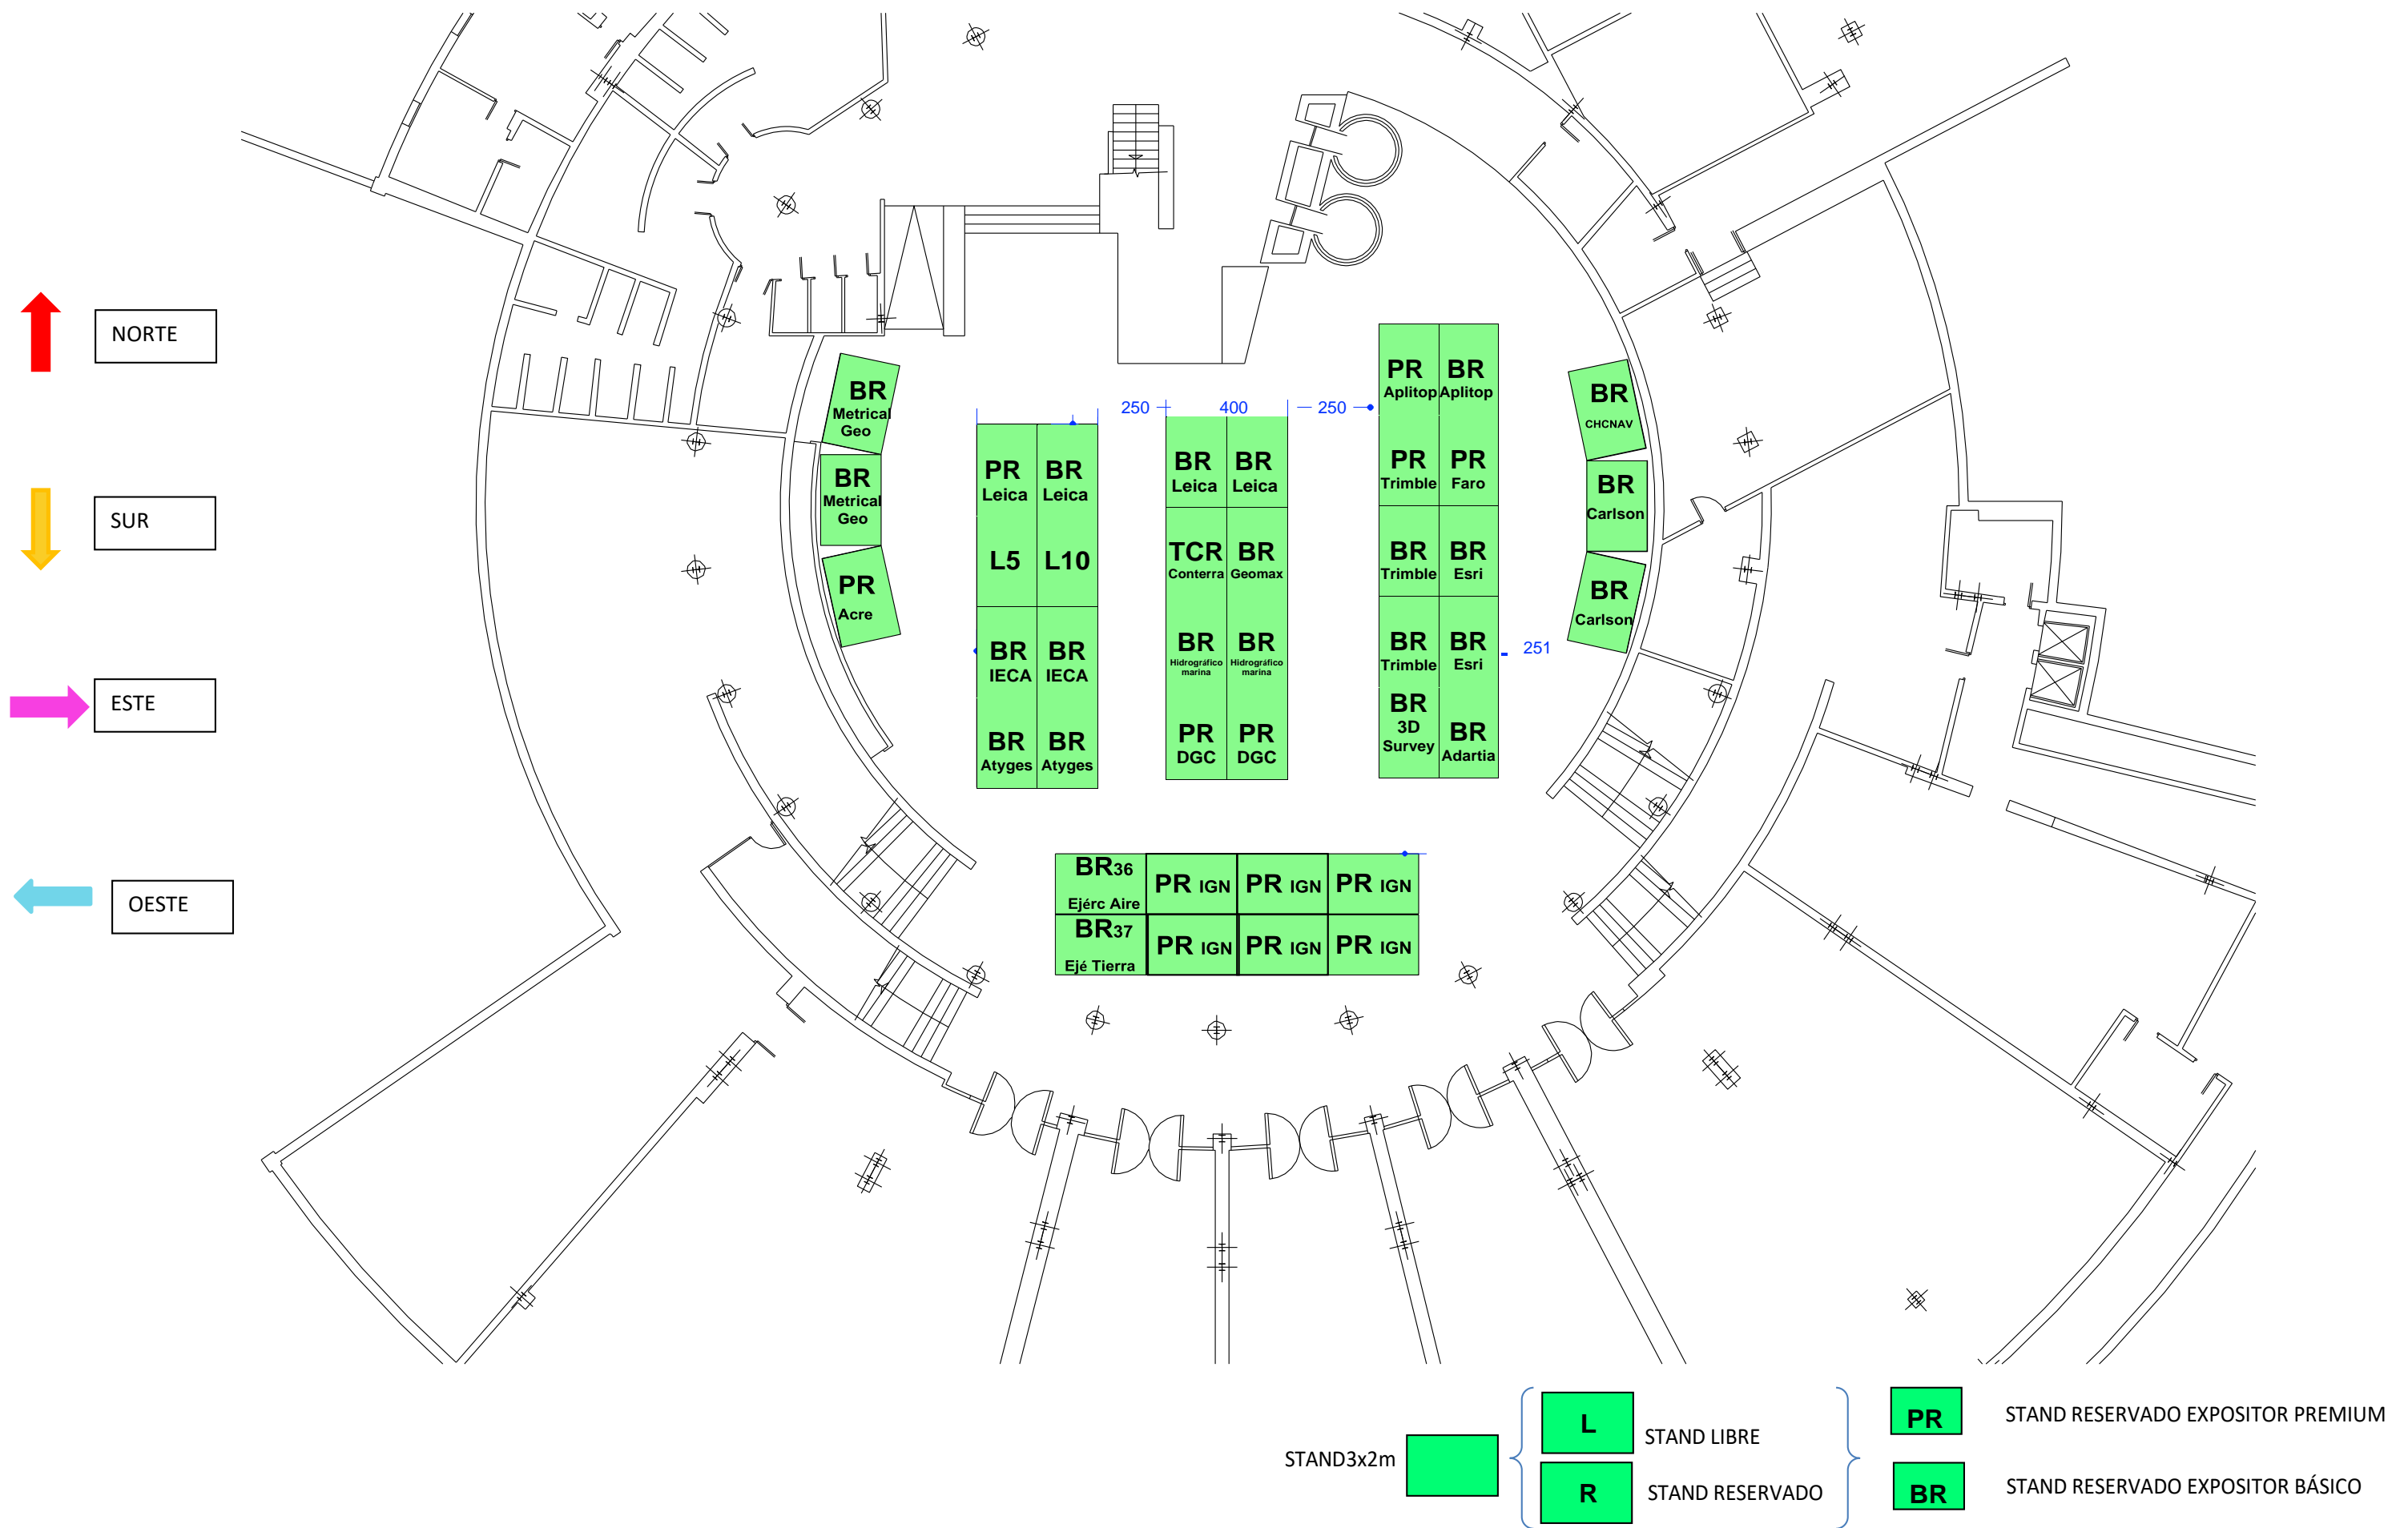 NORTE
SUR
ESTE
OESTE
BR
Metrical
Geo
BR
Metrical
Geo
PR
Acre
250
400
250
251
PR
Leica
BR
Leica
L5
L10
BR
IECA
BR
IECA
BR
Atyges
BR
Atyges
BR
Leica
BR
Leica
TCR
Conterra
BR
Geomax
BR
Hidrográfico
marina
BR
Hidrográfico
marina
PR
DGC
PR
DGC
PR
Aplitop
BR
Aplitop
PR
Trimble
PR
Faro
BR
Trimble
BR
Esri
BR
Trimble
BR
Esri
BR
3D
Survey
BR
Adartia
BR
CHCNAV
BR
Carlson
BR
Carlson
BR36
Ejérc Aire
PR IGN
PR IGN
PR IGN
BR37
Ejé Tierra
PR IGN
PR IGN
PR IGN
STAND3x2m
L
STAND LIBRE
R
STAND RESERVADO
PR
STAND RESERVADO EXPOSITOR PREMIUM
BR
STAND RESERVADO EXPOSITOR BÁSICO